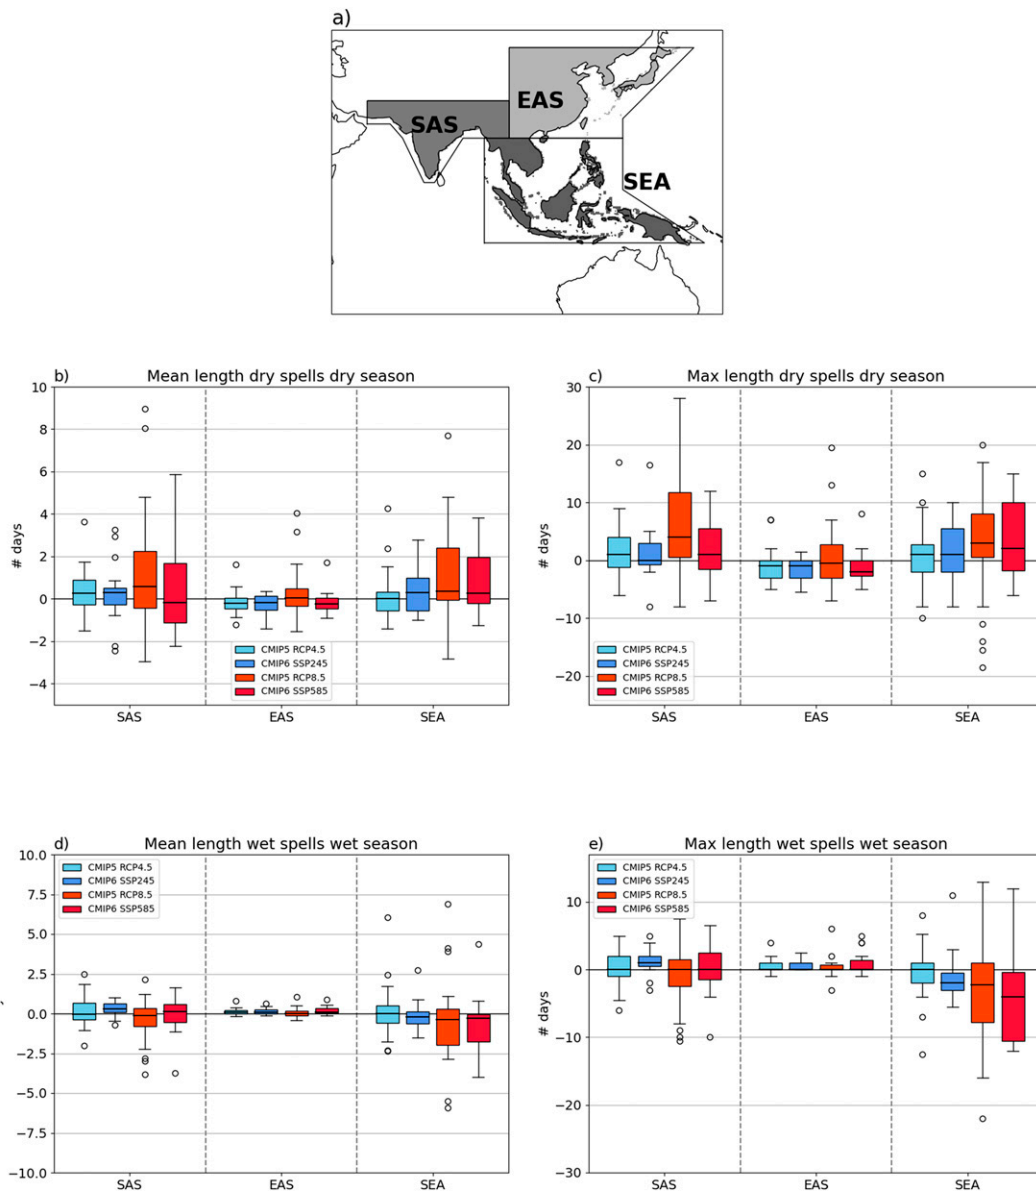 a)
EAS
SAS
SEA
b) Mean length dry spells dry season
10
8
6
4
2
0
−2
−4
# days
CMIP5 RCP4.5
CMIP6 SSP245
CMIP5 RCP8.5
CMIP6 SSP585
SAS EAS SEA
c) Max length dry spells dry season
30
20
10
0
−10
−20
# days
CMIP5 RCP4.5
CMIP6 SSP245
CMIP5 RCP8.5
CMIP6 SSP585
SAS EAS SEA
d) Mean length wet spells wet season
10.0
7.5
5.0
2.5
0.0
−2.5
−5.0
−7.5
−10.0
CMIP5 RCP4.5
CMIP6 SSP245
CMIP5 RCP8.5
CMIP6 SSP585
SAS EAS SEA
e) Max length wet spells wet season
10
0
−10
−20
−30
# days
CMIP5 RCP4.5
CMIP6 SSP245
CMIP5 RCP8.5
CMIP6 SSP585
SAS EAS SEA